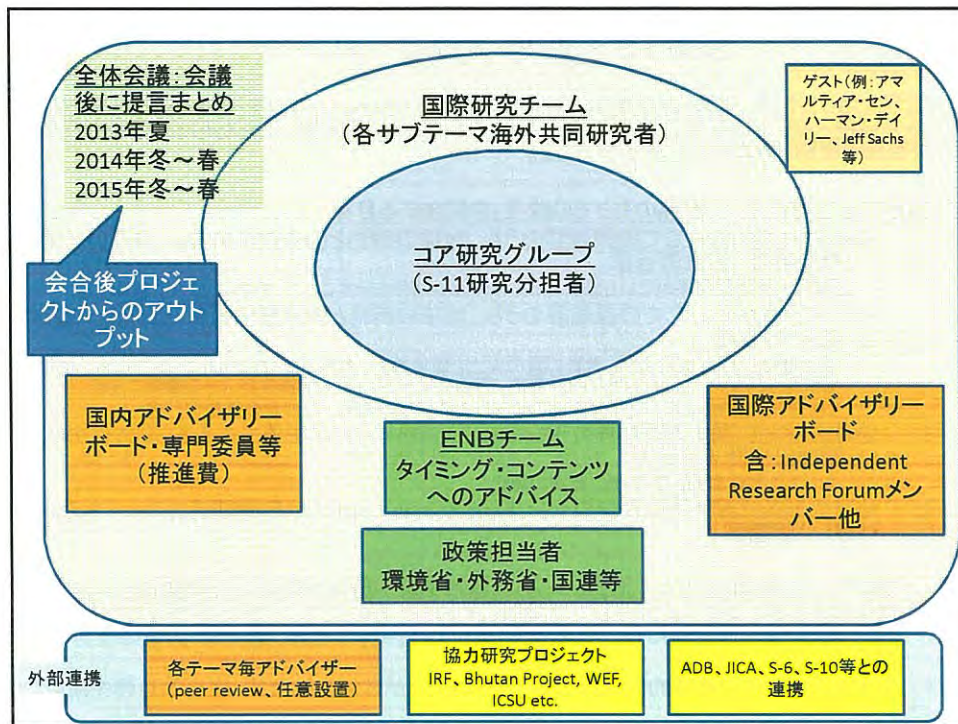 全体会議：会議
後に提言まとめ
2013年夏
2014年冬～春
2015年冬～春
国際研究チーム
（各サブテーマ海外共同研究者）
ゲスト（例：アマ
ルティア・セン、
ハーマン・デイ
リー、Jeff Sachs
等）
コア研究グループ
（S-11研究分担者）
会合後プロジェ
クトからのアウト
プット
国内アドバイザリー
ボード・専門委員等
（推進費）
ENBチーム
タイミング・コンテンツ
へのアドバイス
国際アドバイザリー
ボード
含：Independent
Research Forumメン
バー他
政策担当者
環境省・外務省・国連等
外部連携
各テーマ毎アドバイザー
（peer review、任意設置）
協力研究プロジェクト
IRF、Bhutan Project, WEF,
ICSU etc.
ADB、JICA、S-6、S-10等との
連携